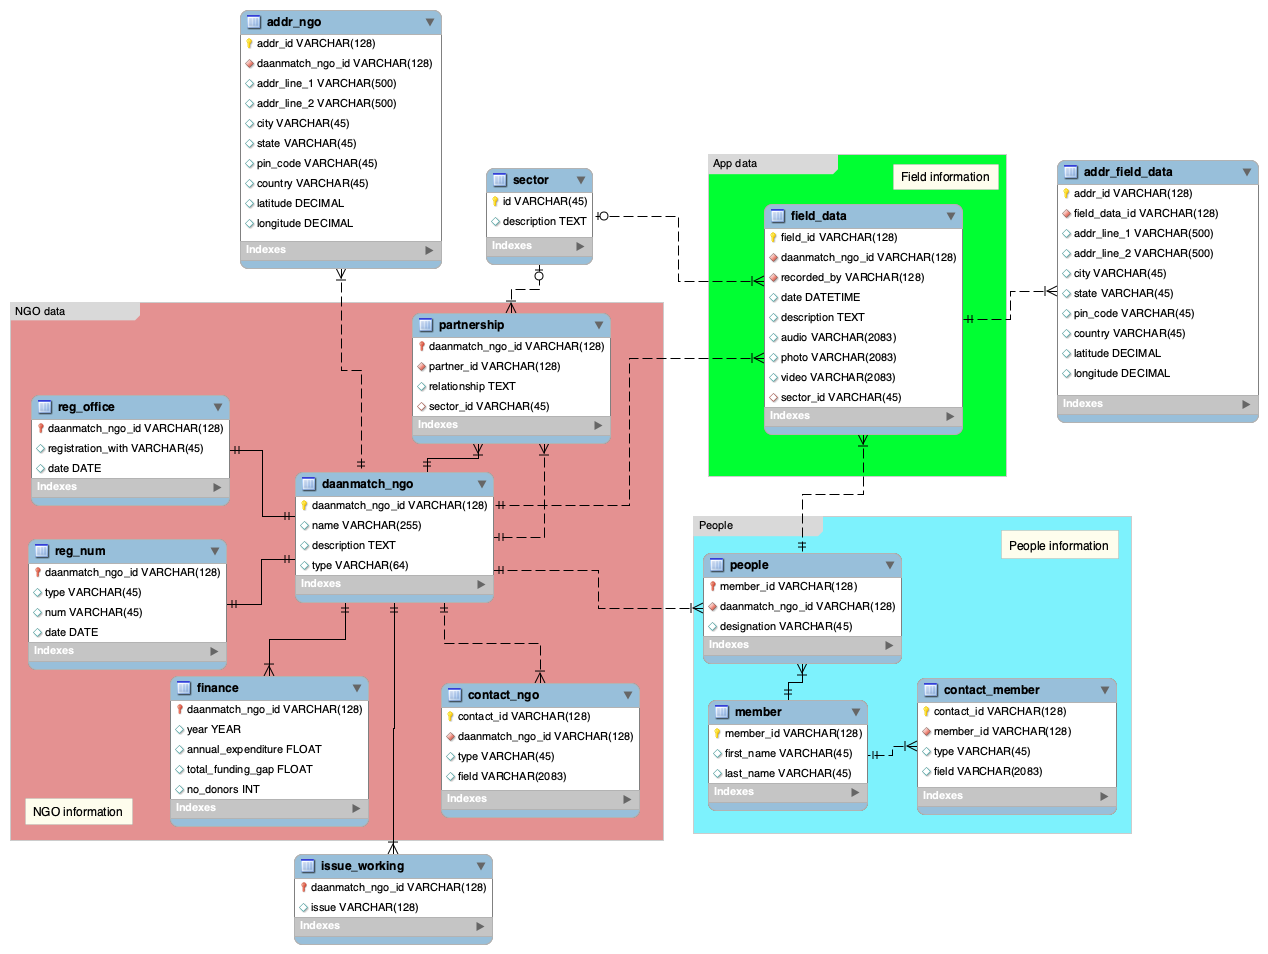 addr_ngo
addr_id VARCHAR(128)
daanmatch_ngo_id VARCHAR(128)
addr_line_1 VARCHAR(500)
addr_line_2 VARCHAR(500)
city VARCHAR(45)
state VARCHAR(45)
pin_code VARCHAR(45)
country VARCHAR(45)
latitude DECIMAL
longitude DECIMAL
Indexes
sector
id VARCHAR(45)
description TEXT
Indexes
App data
Field information
field_data
field_id VARCHAR(128)
daanmatch_ngo_id VARCHAR(128)
recorded_by VARCHAR(128)
date DATETIME
description TEXT
audio VARCHAR(2083)
photo VARCHAR(2083)
video VARCHAR(2083)
sector_id VARCHAR(45)
Indexes
addr_field_data
addr_id VARCHAR(128)
field_data_id VARCHAR(128)
addr_line_1 VARCHAR(500)
addr_line_2 VARCHAR(500)
city VARCHAR(45)
state VARCHAR(45)
pin_code VARCHAR(45)
country VARCHAR(45)
latitude DECIMAL
longitude DECIMAL
Indexes
NGO data
partnership
daanmatch_ngo_id VARCHAR(128)
partner_id VARCHAR(128)
relationship TEXT
sector_id VARCHAR(45)
Indexes
reg_office
daanmatch_ngo_id VARCHAR(128)
registration_with VARCHAR(45)
date DATE
Indexes
daanmatch_ngo
daanmatch_ngo_id VARCHAR(128)
name VARCHAR(255)
description TEXT
type VARCHAR(64)
Indexes
reg_num
daanmatch_ngo_id VARCHAR(128)
type VARCHAR(45)
num VARCHAR(45)
date DATE
Indexes
finance
daanmatch_ngo_id VARCHAR(128)
year YEAR
annual_expenditure FLOAT
total_funding_gap FLOAT
no_donors INT
Indexes
contact_ngo
contact_id VARCHAR(128)
daanmatch_ngo_id VARCHAR(128)
type VARCHAR(45)
field VARCHAR(2083)
Indexes
NGO information
People
People information
people
member_id VARCHAR(128)
daanmatch_ngo_id VARCHAR(128)
designation VARCHAR(45)
Indexes
member
member_id VARCHAR(128)
first_name VARCHAR(45)
last_name VARCHAR(45)
Indexes
contact_member
contact_id VARCHAR(128)
member_id VARCHAR(128)
type VARCHAR(45)
field VARCHAR(2083)
Indexes
issue_working
daanmatch_ngo_id VARCHAR(128)
issue VARCHAR(128)
Indexes